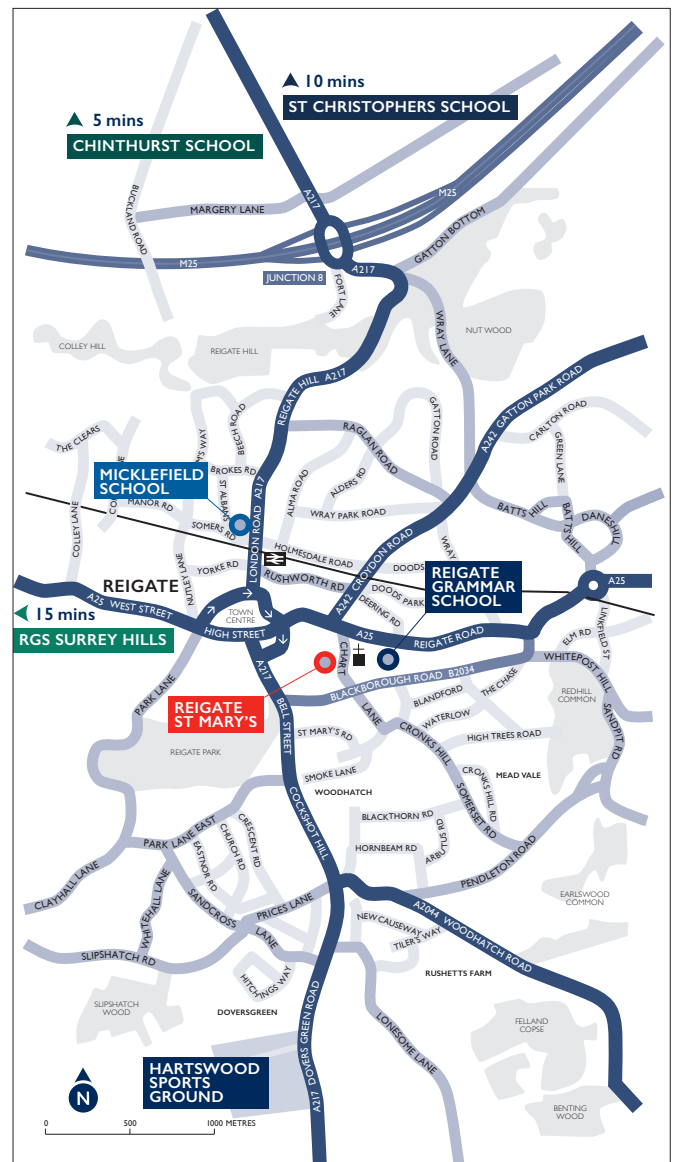 10 mins
ST CHRISTOPHERS SCHOOL
5 mins
CHINTHURST SCHOOL
A217
M25
BUCKLAND ROAD
MARGERY LANE
GATTON BOTTOM
M25
A217
JUNCTION 8
FORT LANE
WRAY LANE
NUT WOOD
COLLEY HILL
REIGATE HILL
REIGATE HILL A217
A242 GATTON PARK ROAD
BEECH ROAD
GATTON ROAD
CARLTON ROAD
THE CLEARS
RAGLAN ROAD
GREEN LANE
BROKES RD
MICKLEFIELD
SCHOOL
ALMA ROAD
ALDERS RD
ST ALBANS
MANOR RD
WRAY PARK ROAD
BATTS HILL
BATTS HILL
DANESHILL
SOMERS RD
COLLEY LANE
LONDON ROAD A217
HOLMESDALE ROAD
WRAY
NUTLEY LANE
YORKE RD
RUSHWORTH RD
DOODS
DOODS PARK
A242 CROYDON ROAD
DEERING RD
REIGATE
GRAMMAR
SCHOOL
REIGATE
A25 WEST STREET
A25
15 mins
RGS SURREY HILLS
TOWN
CENTRE
HIGH STREET
A25
REIGATE ROAD
ELM RD
LINKFIELD ST
CHART
LANE
WHITEPOST HILL
A217
BELL STREET
BLACKBOROUGH ROAD B2034
REIGATE
ST MARY'S
PARK LANE
BLANDFORD
THE CHASE
REDHILL
COMMON
SANDPIT RD
WATERLOW
ST MARY'S RD
CRONKS HILL
HIGH TREES ROAD
REIGATE PARK
SMOKE LANE
WOODHATCH
CRONKS HILL RD
MEAD VALE
SOMERSET RD
COCKSHOT HILL
BLACKTHORN RD
ARBUTUS RD
HORNBEAM RD
PARK LANE EAST
CRESCENT RD
CHURCH RD
EASTNOR RD
PENDLETON ROAD
CLAYHALL LANE
WHITEHALL LANE
SANDCROSS
LANE
PRICES LANE
EARLSWOOD
COMMON
A2044 WOODHATCH ROAD
NEW CAUSEWAY
TILER'S WAY
SLIPSHATCH RD
RUSHETTS FARM
HITCHINGS WAY
SLIPSHATCH
WOOD
DOVERSGREEN
LONESOME LANE
FELLAND
COPSE
A217 DOVERS GREEN ROAD
HARTSWOOD
SPORTS
GROUND
N
BENTING
WOOD
0 500 1000 METRES